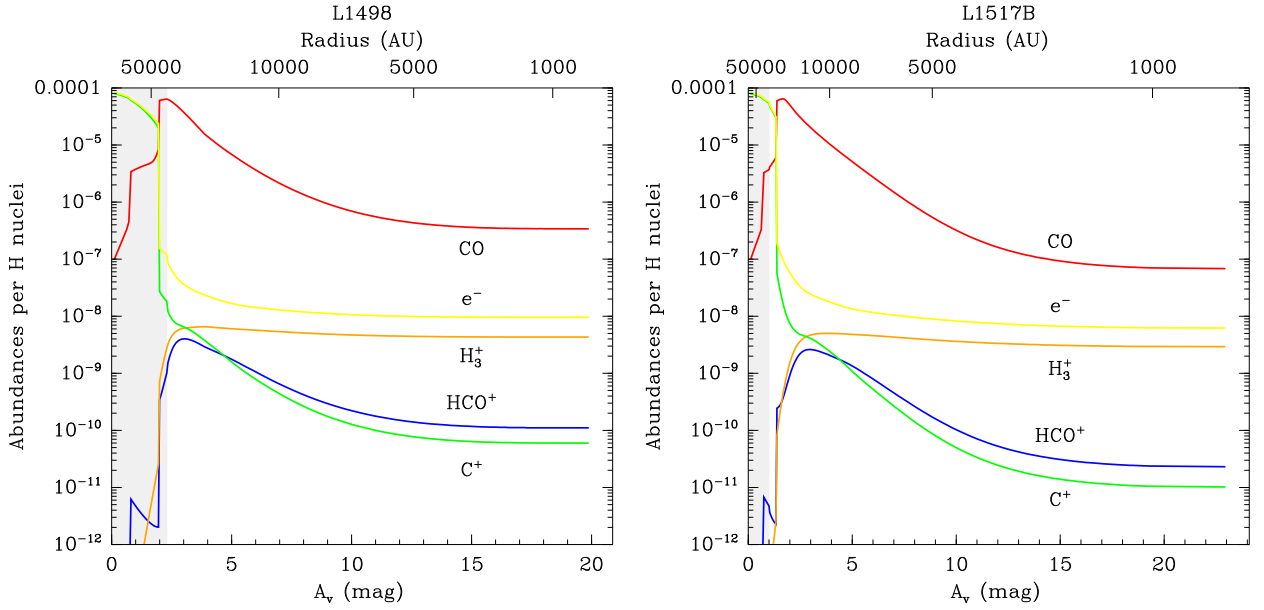 L1498
Radius (AU)
50000 10000 5000 1000
0.0001
10⁻⁵
10⁻⁶
10⁻⁷
10⁻⁸
10⁻⁹
10⁻¹⁰
10⁻¹¹
10⁻¹²
Abundances per H nuclei
CO
e⁻
H₃⁺
HCO⁺
C⁺
0 5 10 15 20
Aᵥ (mag)
L1517B
Radius (AU)
50000 10000 5000 1000
0.0001
10⁻⁵
10⁻⁶
10⁻⁷
10⁻⁸
10⁻⁹
10⁻¹⁰
10⁻¹¹
10⁻¹²
Abundances per H nuclei
CO
e⁻
H₃⁺
HCO⁺
C⁺
0 5 10 15 20
Aᵥ (mag)